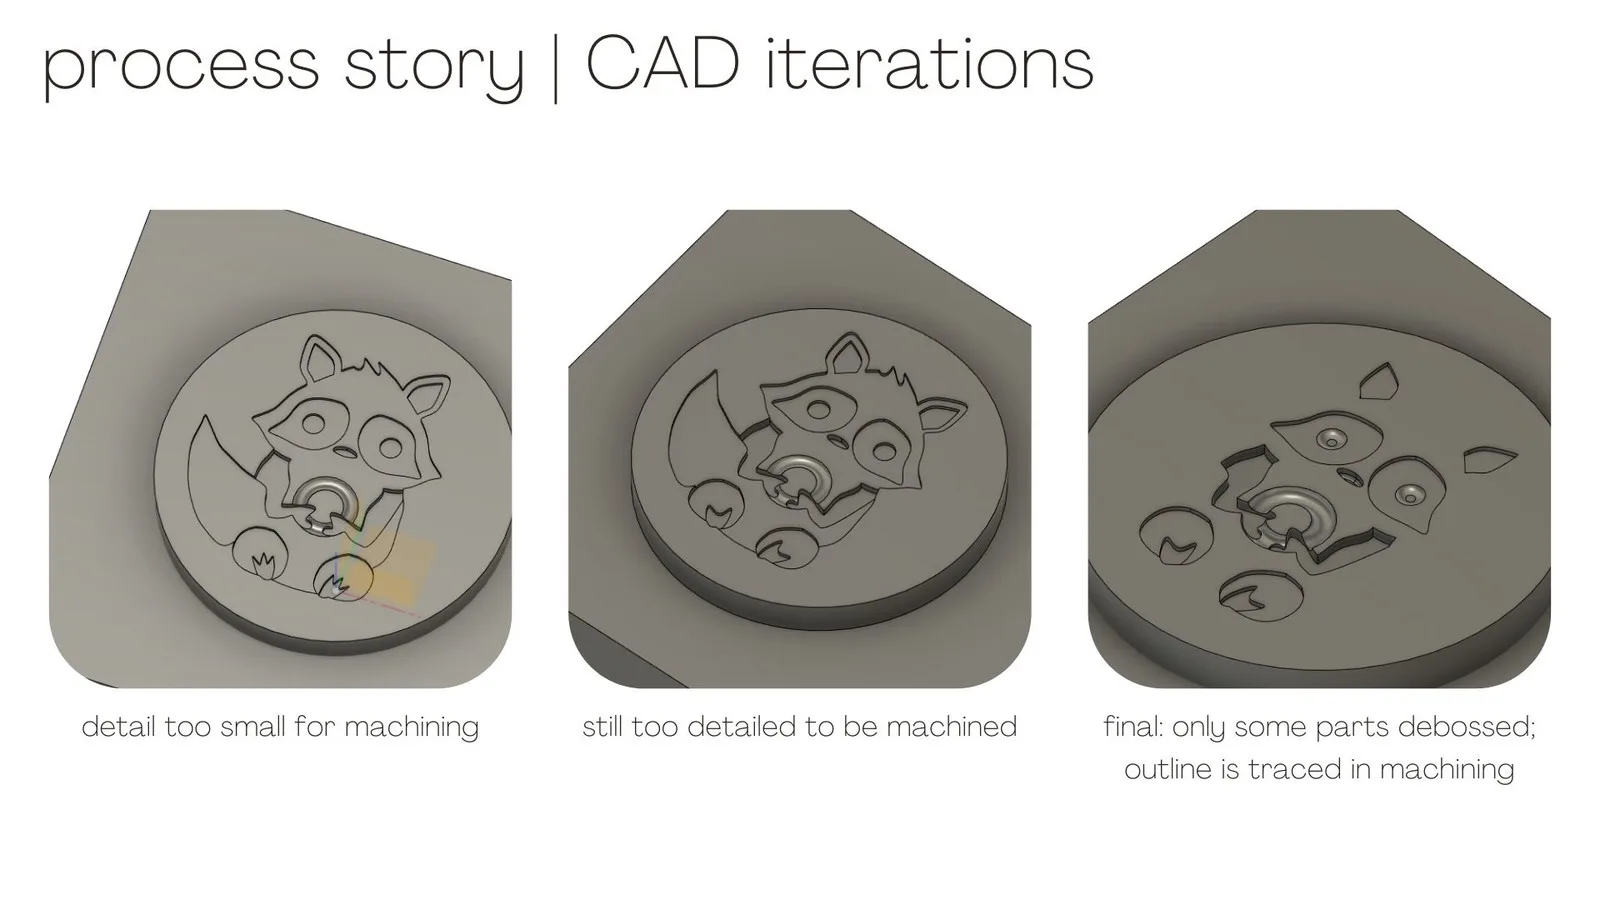 process story | CAD iterations
detail too small for machining
still too detailed to be machined
final: only some parts debossed;
outline is traced in machining